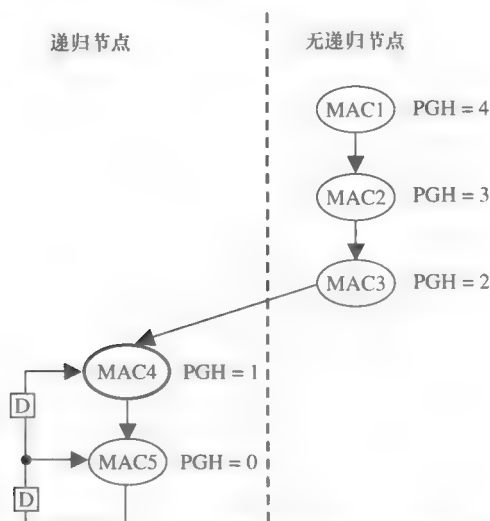 递归节点 无递归节点
MAC1 PGH = 4
MAC2 PGH = 3
MAC3 PGH = 2
MAC4 PGH = 1
D
MAC5 PGH = 0
D